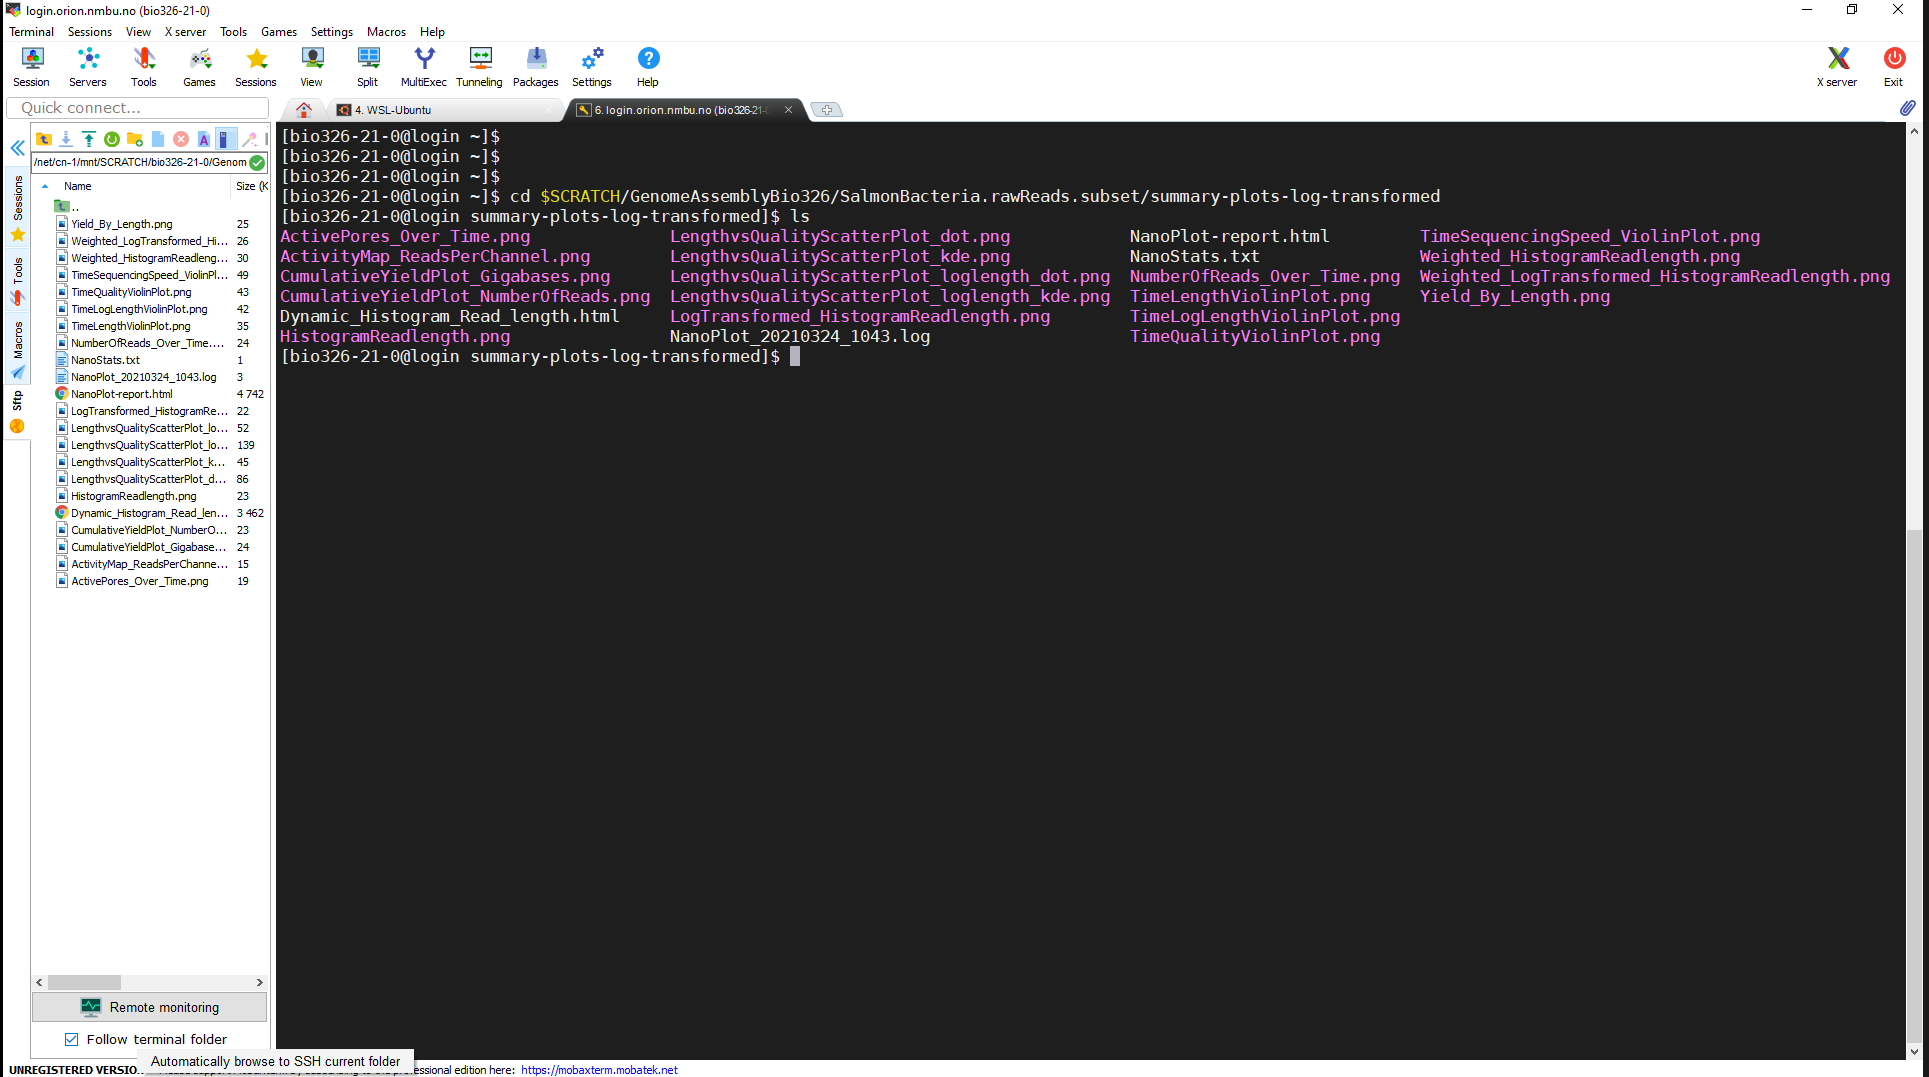 login.orion.nmbu.no (bio326-21-0)
Terminal Sessions View X server Tools Games Settings Macros Help
Session Servers Tools Games Sessions View Split MultiExec Tunneling Packages Settings Help X server Exit
Quick connect...
4. WSL-Ubuntu
6. login.orion.nmbu.no (bio326-21-
/net/cn-1/mnt/SCRATCH/bio326-21-0/Genom
Sessions
Tools
Macros
Sftp
Name Size (K
..
Yield_By_Length.png 25
Weighted_LogTransformed_Hi... 26
Weighted_HistogramReadleng... 30
TimeSequencingSpeed_ViolinPl... 49
TimeQualityViolinPlot.png 43
TimeLogLengthViolinPlot.png 42
TimeLengthViolinPlot.png 35
NumberOfReads_Over_Time.... 24
NanoStats.txt 1
NanoPlot_20210324_1043.log 3
NanoPlot-report.html 4 742
LogTransformed_HistogramRe... 22
LengthvsQualityScatterPlot_lo... 52
LengthvsQualityScatterPlot_lo... 139
LengthvsQualityScatterPlot_k... 45
LengthvsQualityScatterPlot_d... 86
HistogramReadlength.png 23
Dynamic_Histogram_Read_len... 3 462
CumulativeYieldPlot_NumberO... 23
CumulativeYieldPlot_Gigabase... 24
ActivityMap_ReadsPerChanne... 15
ActivePores_Over_Time.png 19
Remote monitoring
Follow terminal folder
[bio326-21-0@login ~]$
[bio326-21-0@login ~]$
[bio326-21-0@login ~]$
[bio326-21-0@login ~]$ cd $SCRATCH/GenomeAssemblyBio326/SalmonBacteria.rawReads.subset/summary-plots-log-transformed
[bio326-21-0@login summary-plots-log-transformed]$ ls
ActivePores_Over_Time.png LengthvsQualityScatterPlot_dot.png NanoPlot-report.html TimeSequencingSpeed_ViolinPlot.png
ActivityMap_ReadsPerChannel.png LengthvsQualityScatterPlot_kde.png NanoStats.txt Weighted_HistogramReadlength.png
CumulativeYieldPlot_Gigabases.png LengthvsQualityScatterPlot_loglength_dot.png NumberOfReads_Over_Time.png Weighted_LogTransformed_HistogramReadlength.png
CumulativeYieldPlot_NumberOfReads.png LengthvsQualityScatterPlot_loglength_kde.png TimeLengthViolinPlot.png Yield_By_Length.png
Dynamic_Histogram_Read_length.html LogTransformed_HistogramReadlength.png TimeLogLengthViolinPlot.png
HistogramReadlength.png NanoPlot_20210324_1043.log TimeQualityViolinPlot.png
[bio326-21-0@login summary-plots-log-transformed]$
Automatically browse to SSH current folder
UNREGISTERED VERSION essional edition here: https://mobaxterm.mobatek.net